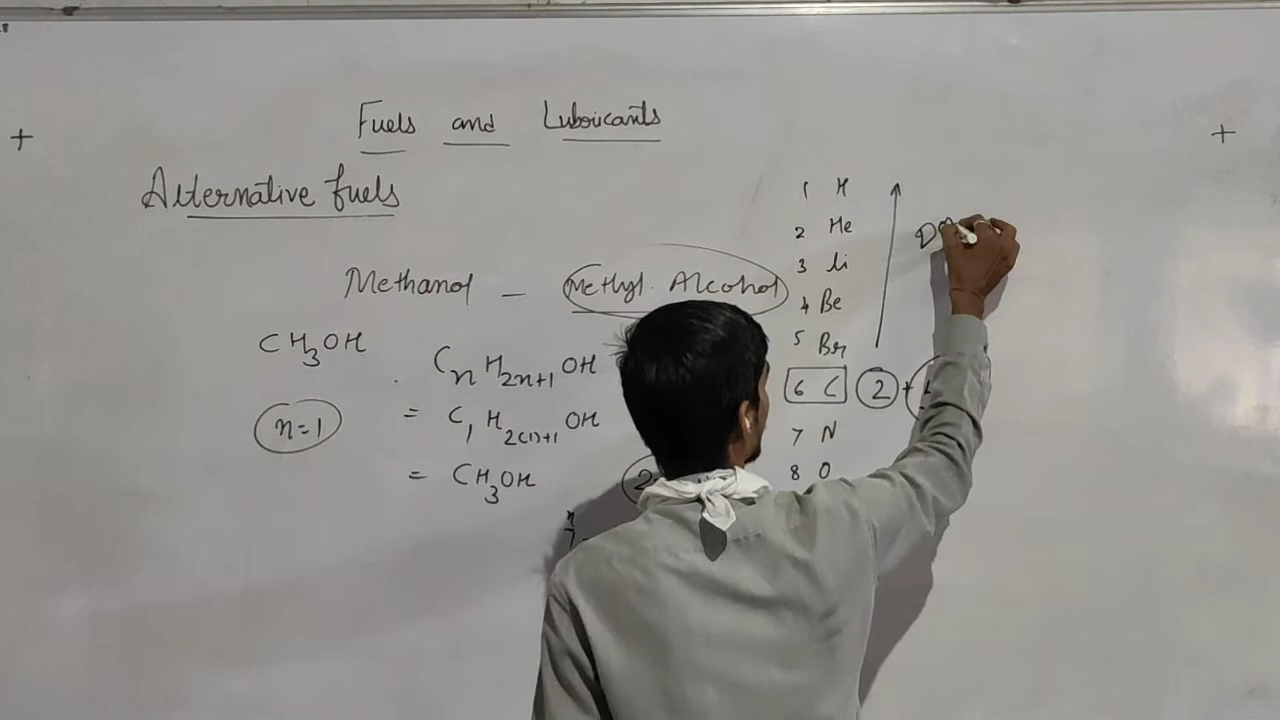 Fuels and Lubricants
Alternative fuels
Methanol - Methyl Alcohol
CH3OH
CnH2n+1OH
n=1
= C1H2(1)+1OH
= CH3OH
1 H
2 He
3 Li
4 Be
5 Br
6 C 2 +
7 N
8 O
2
n